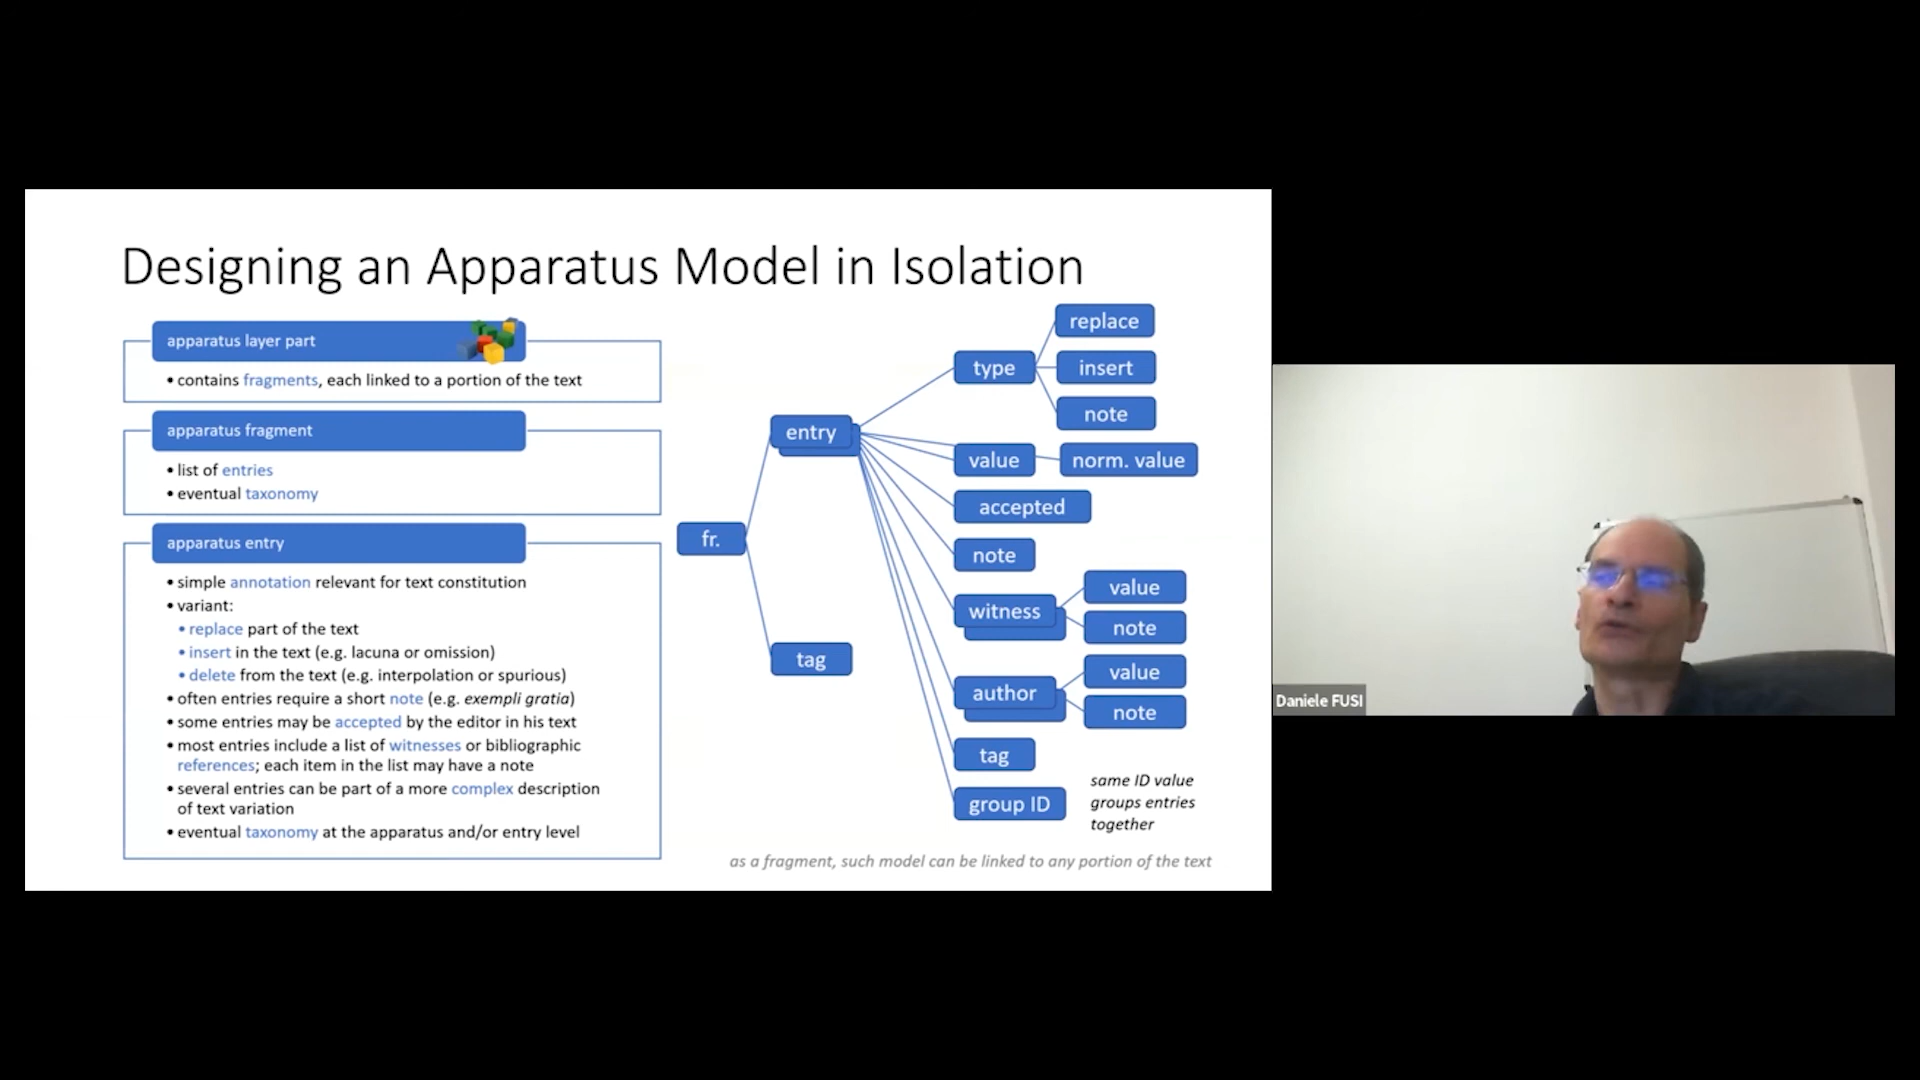 Designing an Apparatus Model in Isolation
apparatus layer part
• contains fragments, each linked to a portion of the text
apparatus fragment
• list of entries
• eventual taxonomy
apparatus entry
• simple annotation relevant for text constitution
• variant:
• replace part of the text
• insert in the text (e.g. lacuna or omission)
• delete from the text (e.g. interpolation or spurious)
• often entries require a short note (e.g. exempli gratia)
• some entries may be accepted by the editor in his text
• most entries include a list of witnesses or bibliographic
references; each item in the list may have a note
• several entries can be part of a more complex description
of text variation
• eventual taxonomy at the apparatus and/or entry level
fr.
entry
tag
type
replace
insert
note
value
norm. value
accepted
note
witness
value
note
author
value
note
tag
group ID
same ID value
groups entries
together
as a fragment, such model can be linked to any portion of the text
Daniele FUSI